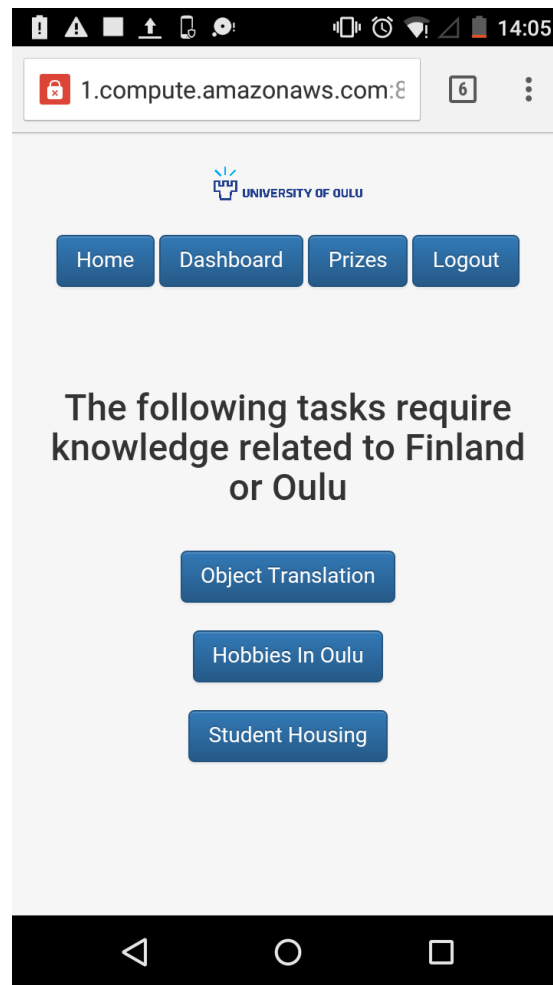 14:05
1.compute.amazonaws.com:8
6
UNIVERSITY OF OULU
Home Dashboard Prizes Logout
The following tasks require
knowledge related to Finland
or Oulu
Object Translation
Hobbies In Oulu
Student Housing